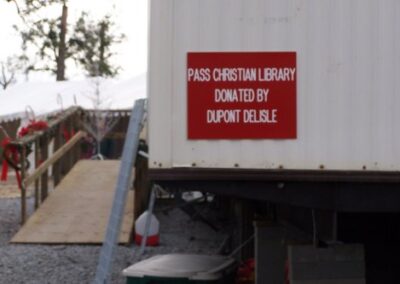 PASS CHRISTIAN LIBRARY
DONATED BY
DUPONT DELISLE